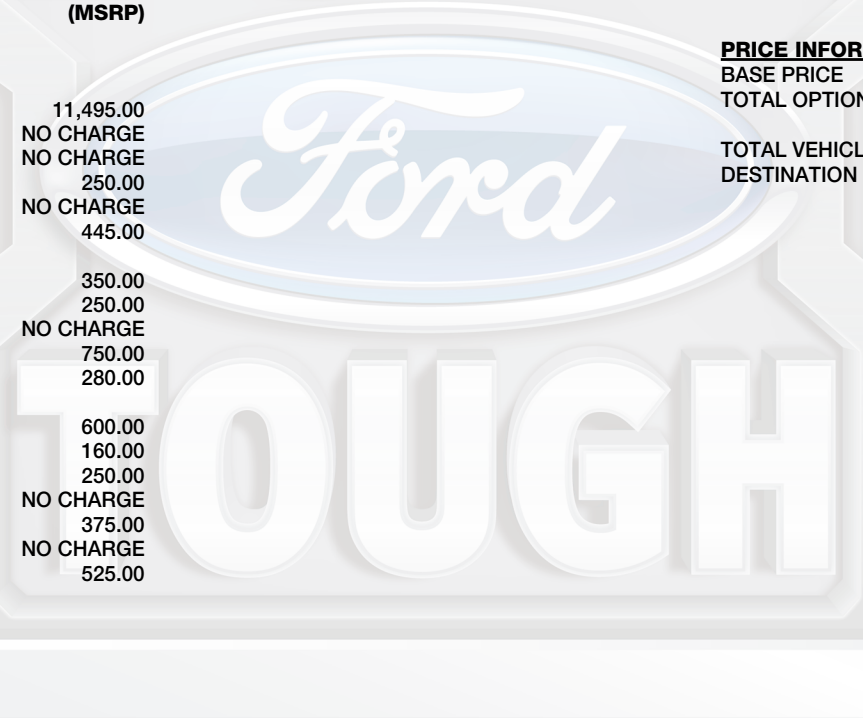 (MSRP)
11,495.00
NO CHARGE
NO CHARGE
250.00
NO CHARGE
445.00
350.00
250.00
NO CHARGE
750.00
280.00
600.00
160.00
250.00
NO CHARGE
375.00
NO CHARGE
525.00
PRICE INFOR
BASE PRICE
TOTAL OPTION
TOTAL VEHICL
DESTINATION
Ford
TOUGH